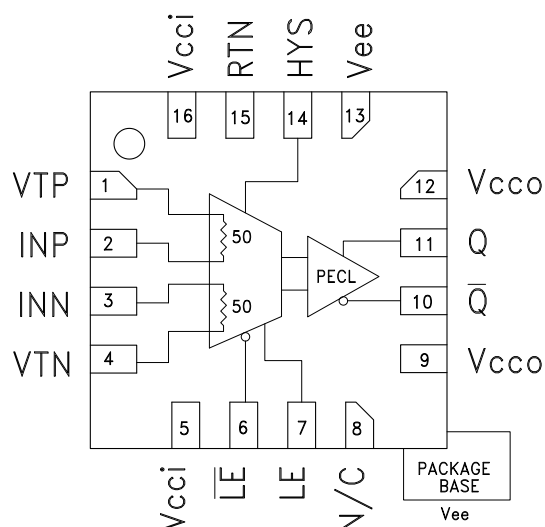 Vcci
RTN
HYS
Vee
16
15
14
13
VTP
1
12
Vcco
50
INP
2
11
Q
PECL
INN
3
50
10
Q̅
VTN
4
9
Vcco
5
6
7
8
Vcci
L̅E̅
LE
N/C
PACKAGE
BASE
Vee